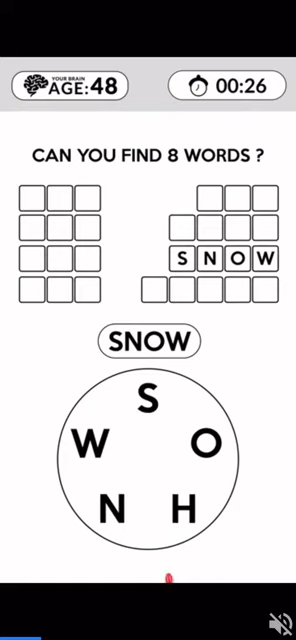 YOUR BRAIN
AGE:48
00:26
CAN YOU FIND 8 WORDS ?
S N O W
SNOW
S
W O
N H